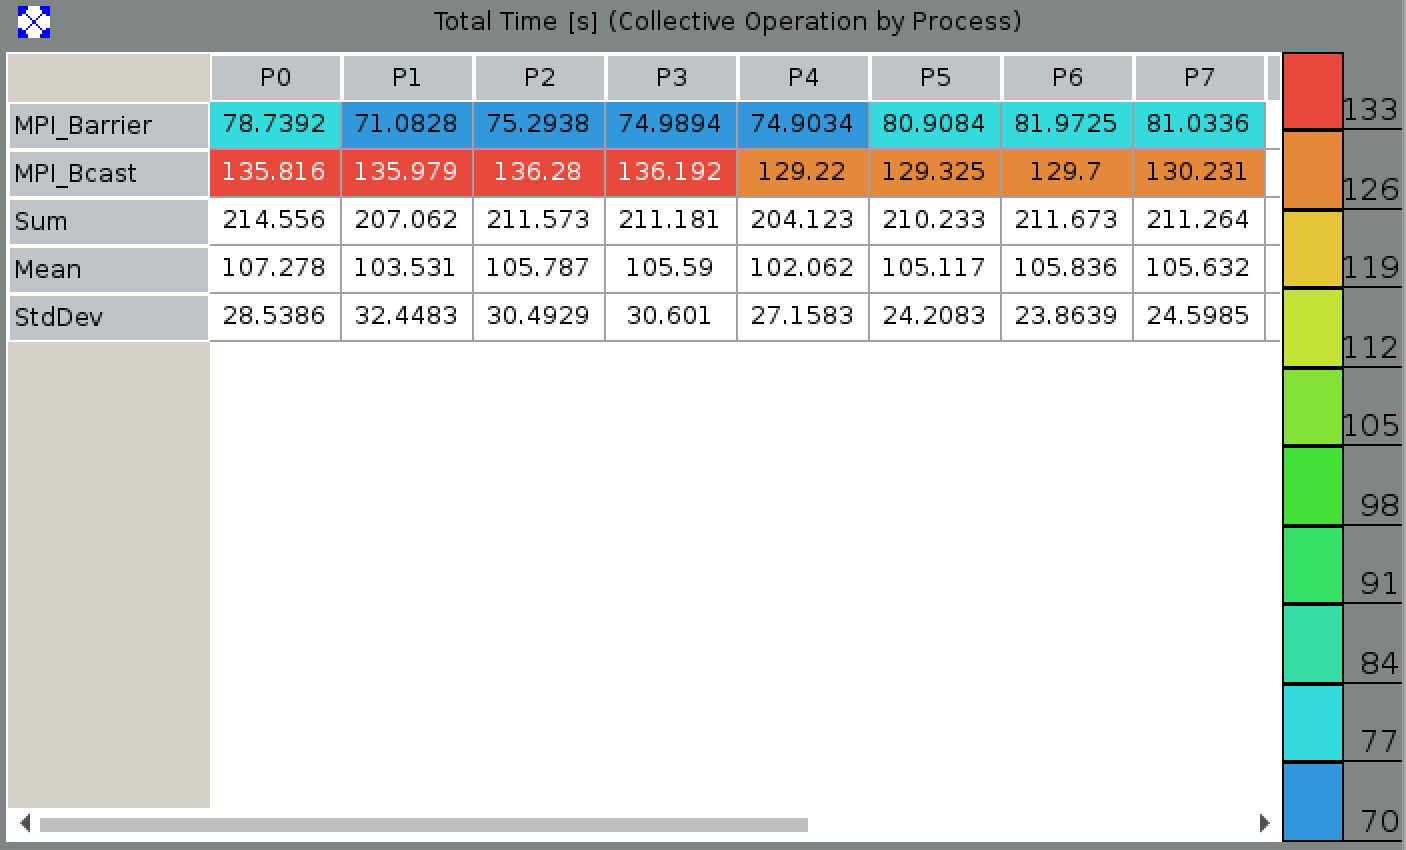 Total Time [s] (Collective Operation by Process)
P0 P1 P2 P3 P4 P5 P6 P7
MPI_Barrier 78.7392 71.0828 75.2938 74.9894 74.9034 80.9084 81.9725 81.0336
MPI_Bcast 135.816 135.979 136.28 136.192 129.22 129.325 129.7 130.231
Sum 214.556 207.062 211.573 211.181 204.123 210.233 211.673 211.264
Mean 107.278 103.531 105.787 105.59 102.062 105.117 105.836 105.632
StdDev 28.5386 32.4483 30.4929 30.601 27.1583 24.2083 23.8639 24.5985
133
126
119
112
105
98
91
84
77
70